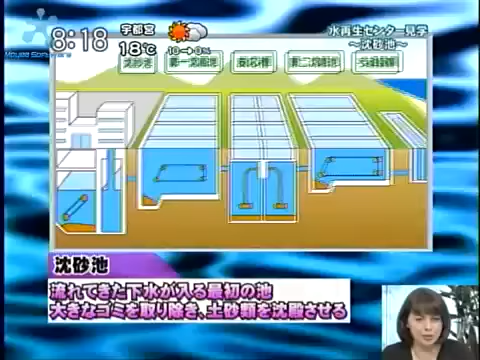 8:18
宇都宮
18℃
10→0%
水再生センター見学
～沈砂池～
沈砂池
第一沈殿池
反応槽
第二沈殿池
沈砂池
流れてきた下水が入る最初の池
大きなゴミを取り除き、土砂類を沈殿させる